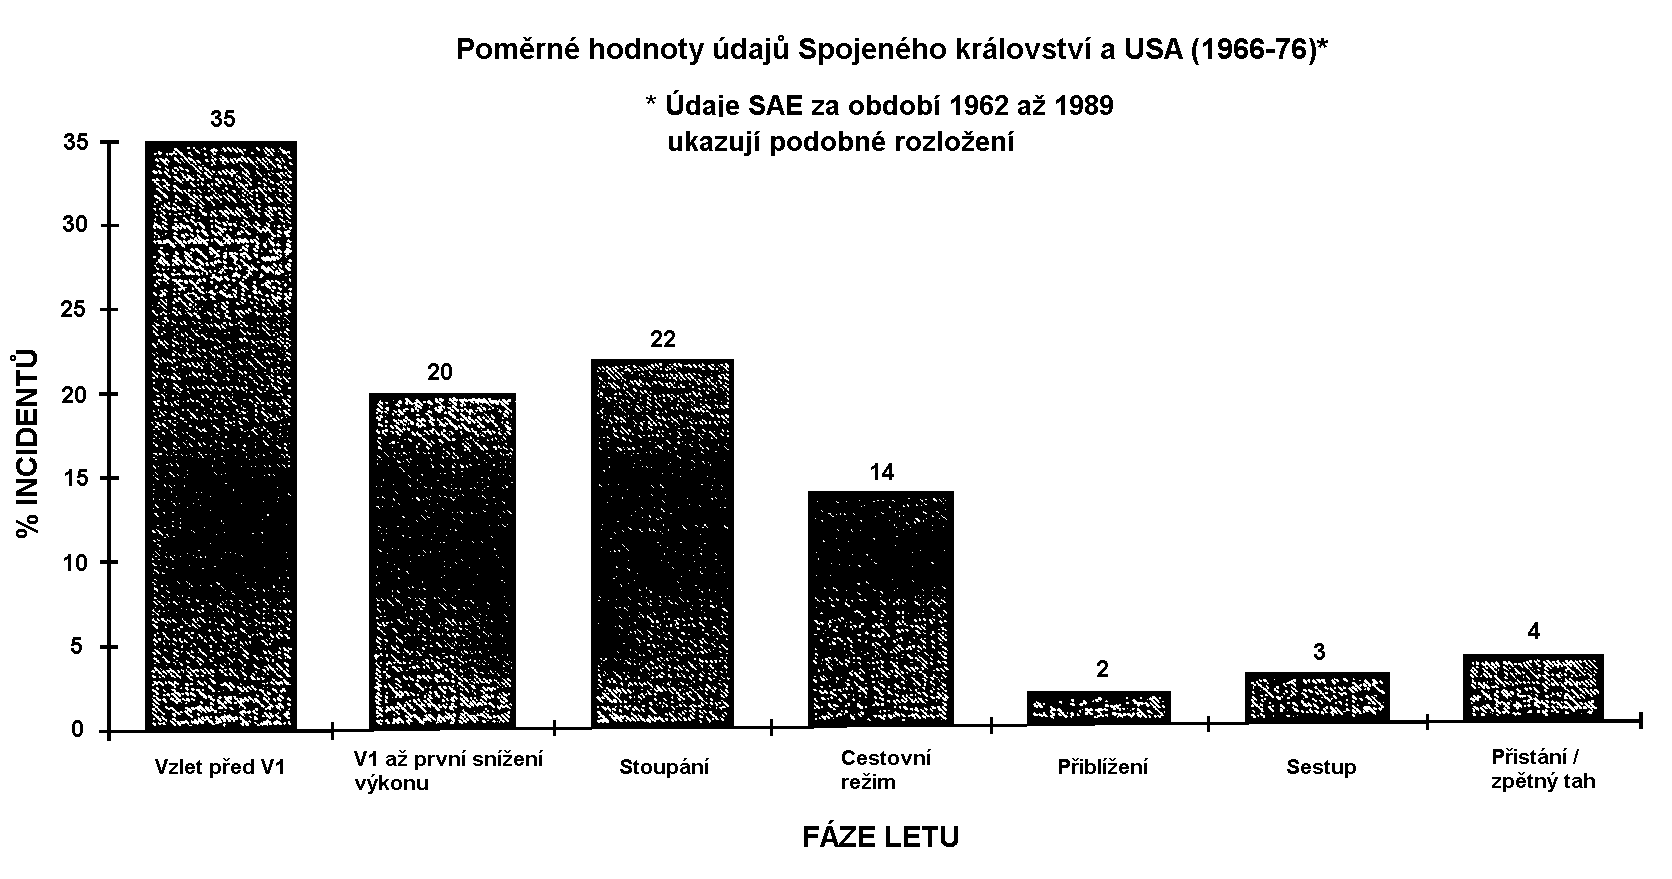 Poměrné hodnoty údajů Spojeného království a USA (1966-76)*
* Údaje SAE za období 1962 až 1989
ukazují podobné rozložení
% INCIDENTŮ
35
30
25
20
15
10
5
0
35
20
22
14
2
3
4
Vzlet před V1
V1 až první snížení
výkonu
Stoupání
Cestovní
režim
Přiblížení
Sestup
Přistání /
zpětný tah
FÁZE LETU